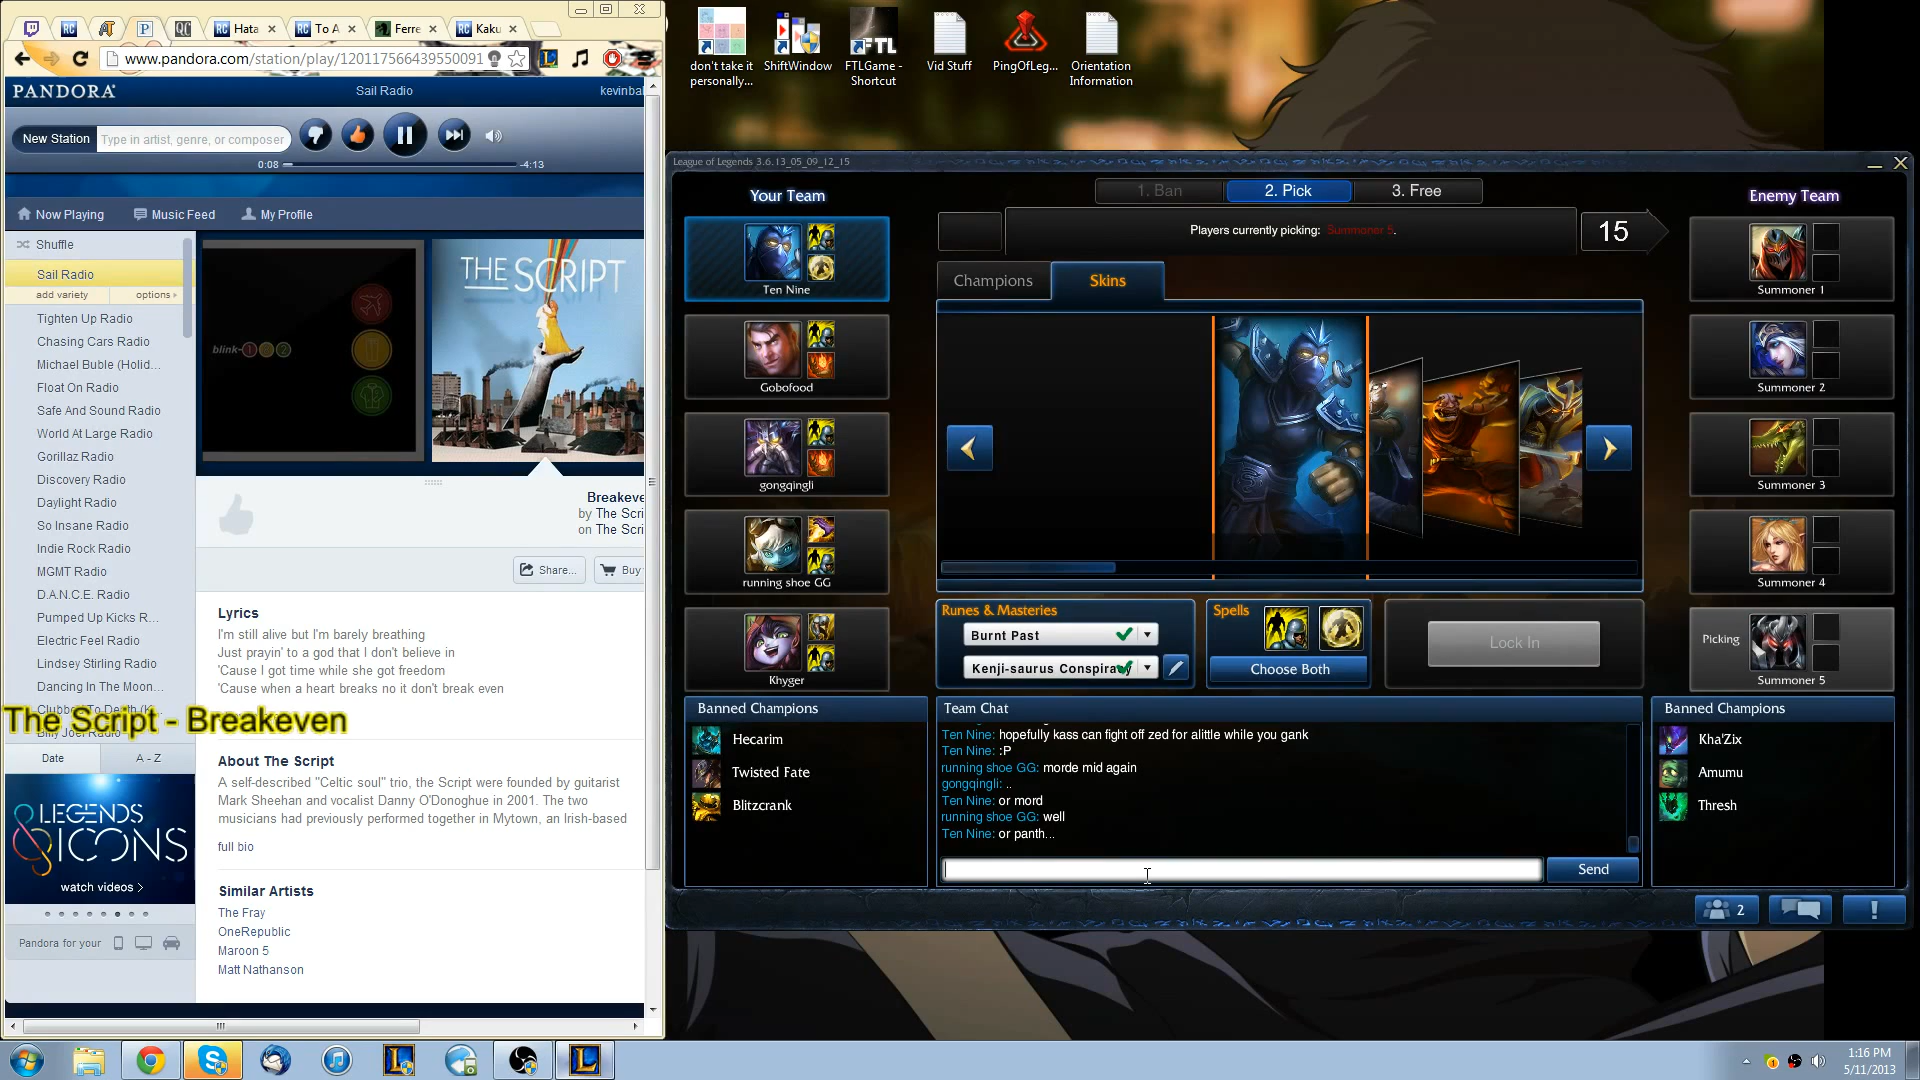 Hata
To A
Ferre
Kaku
www.pandora.com/station/play/120117566439550091
PANDORA
Sail Radio
kevinbal
New Station
Type in artist, genre, or composer
0:08
-4:13
Now Playing
Music Feed
My Profile
Shuffle
Sail Radio
add variety
options
Tighten Up Radio
Chasing Cars Radio
Michael Buble (Holid...
Float On Radio
Safe And Sound Radio
World At Large Radio
Gorillaz Radio
Discovery Radio
Daylight Radio
So Insane Radio
Indie Rock Radio
MGMT Radio
D.A.N.C.E. Radio
Pumped Up Kicks R...
Electric Feel Radio
Lindsey Stirling Radio
Dancing In The Moon...
Clubbed To Death (K...
Billy Joel Radio
Date
A - Z
LEGENDS
& ICONS
watch videos >
Pandora for your
blink-
THE SCRIPT
Breakeve
by The Scri
on The Scri
Share...
Buy
Lyrics
I'm still alive but I'm barely breathing
Just prayin' to a god that I don't believe in
'Cause I got time while she got freedom
'Cause when a heart breaks no it don't break even
The Script - Breakeven
About The Script
A self-described "Celtic soul" trio, the Script were founded by guitarist
Mark Sheehan and vocalist Danny O'Donoghue in 2001. The two
musicians had previously performed together in Mytown, an Irish-based
full bio
Similar Artists
The Fray
OneRepublic
Maroon 5
Matt Nathanson
don't take it
personally...
ShiftWindow
FTL
FTLGame -
Shortcut
Vid Stuff
PingOfLeg...
Orientation
Information
League of Legends 3.6.13_05_09_12_15
Your Team
1. Ban
2. Pick
3. Free
Enemy Team
Players currently picking: Summoner 5.
15
Champions
Skins
Ten Nine
Gobofood
gongqingli
running shoe GG
Khyger
Summoner 1
Summoner 2
Summoner 3
Summoner 4
Picking
Summoner 5
Runes & Masteries
Burnt Past
Kenji-saurus Conspiracy
Spells
Choose Both
Lock In
Banned Champions
Hecarim
Twisted Fate
Blitzcrank
Team Chat
Ten Nine: hopefully kass can fight off zed for alittle while you gank
Ten Nine: :P
running shoe GG: morde mid again
gongqingli: ..
Ten Nine: or mord
running shoe GG: well
Ten Nine: or panth...
Send
Banned Champions
Kha'Zix
Amumu
Thresh
2
1:16 PM
5/11/2013